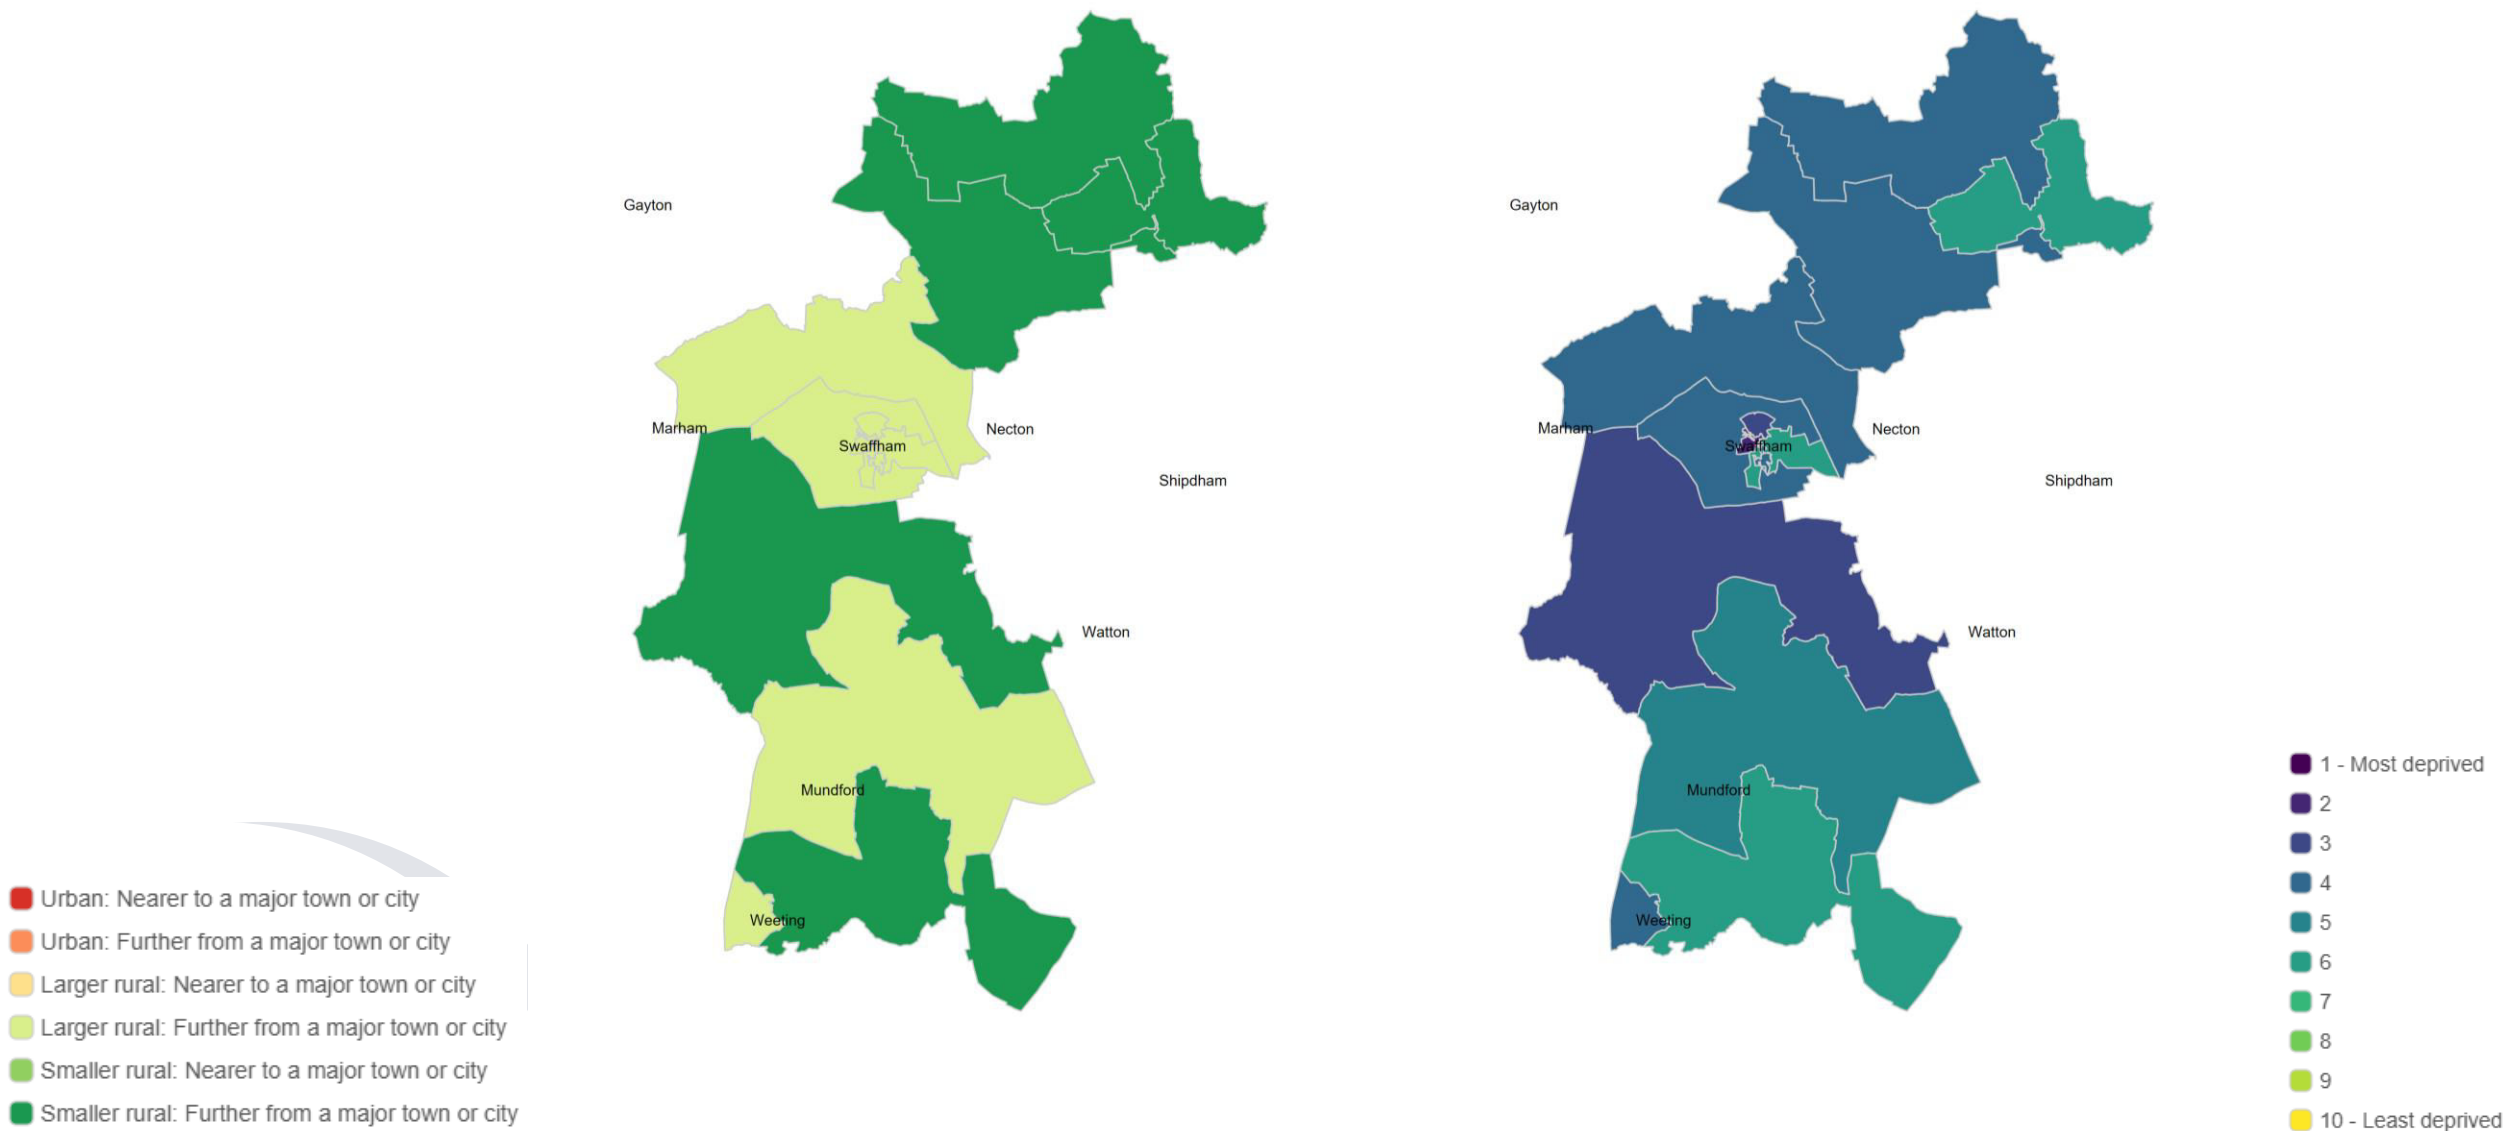 Gayton
Marham
Swaffham
Necton
Shipdham
Watton
Mundford
Weeting
Urban: Nearer to a major town or city
Urban: Further from a major town or city
Larger rural: Nearer to a major town or city
Larger rural: Further from a major town or city
Smaller rural: Nearer to a major town or city
Smaller rural: Further from a major town or city
Gayton
Marham
Swaffham
Necton
Shipdham
Watton
Mundford
Weeting
1 - Most deprived
2
3
4
5
6
7
8
9
10 - Least deprived